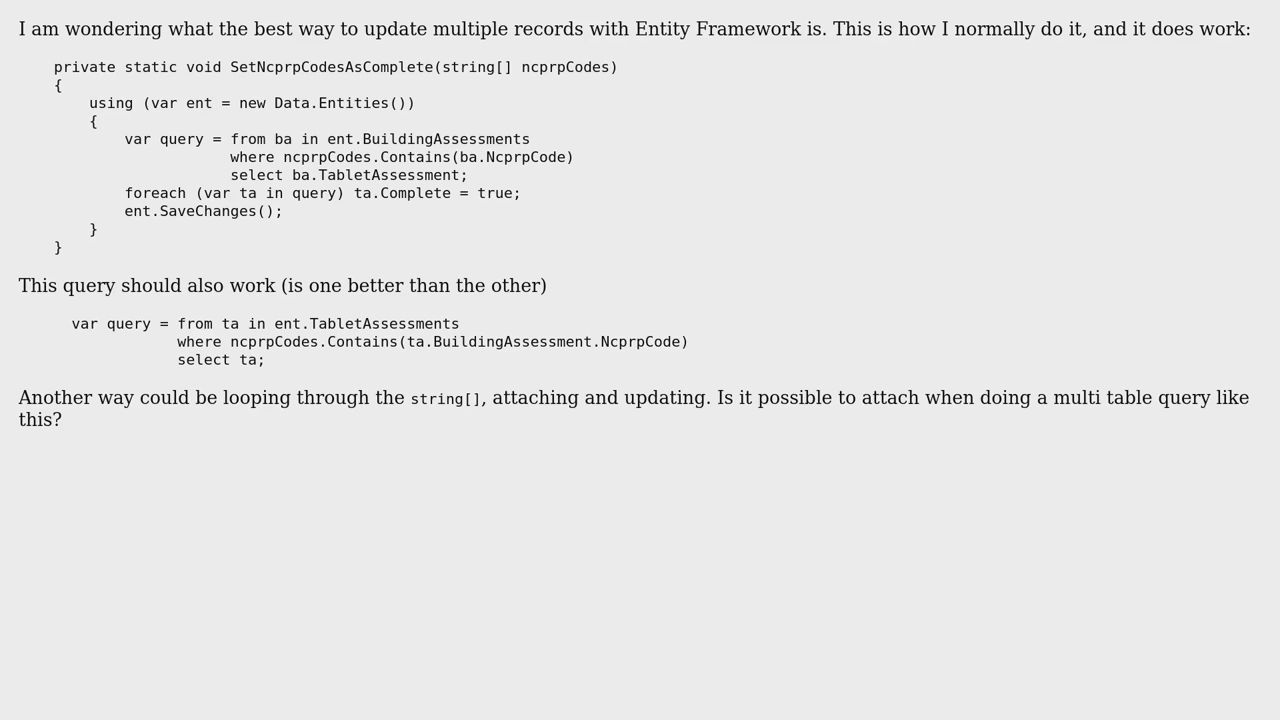 I am wondering what the best way to update multiple records with Entity Framework is. This is how I normally do it, and it does work:
private static void SetNcprpCodesAsComplete(string[] ncprpCodes)
{
using (var ent = new Data.Entities())
{
var query = from ba in ent.BuildingAssessments
where ncprpCodes.Contains(ba.NcprpCode)
select ba.TabletAssessment;
foreach (var ta in query) ta.Complete = true;
ent.SaveChanges();
}
}
This query should also work (is one better than the other)
var query = from ta in ent.TabletAssessments
where ncprpCodes.Contains(ta.BuildingAssessment.NcprpCode)
select ta;
Another way could be looping through the string[], attaching and updating. Is it possible to attach when doing a multi table query like
this?